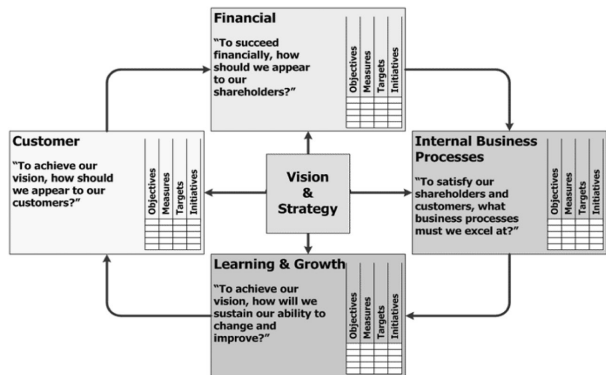 Financial
“To succeed
financially, how
should we appear
to our
shareholders?”
Objectives
Measures
Targets
Initiatives
Customer
“To achieve our
vision, how should
we appear to our
customers?”
Objectives
Measures
Targets
Initiatives
Vision
&
Strategy
Internal Business
Processes
“To satisfy our
shareholders and
customers, what
business processes
must we excel at?”
Objectives
Measures
Targets
Initiatives
Learning & Growth
“To achieve our
vision, how will we
sustain our ability to
change and
improve?”
Objectives
Measures
Targets
Initiatives